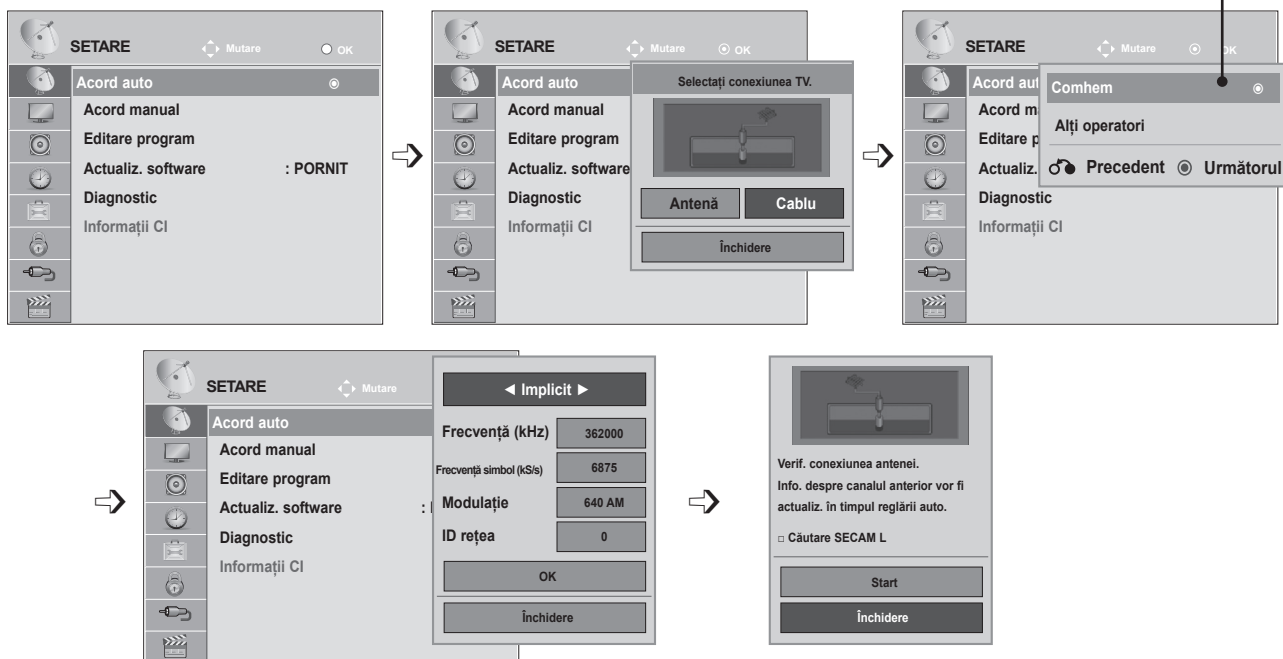 SETARE
Mutare
OK
Acord auto
Acord manual
Editare program
Actualiz. software : PORNIT
Diagnostic
Informații CI
SETARE
Mutare
OK
Acord auto
Acord manual
Editare program
Actualiz. software
Diagnostic
Informații CI
Selectați conexiunea TV.
Antenă
Cablu
Închidere
SETARE
Mutare
Acord
Editare
Actualiz.
Diagnostic
Informații CI
Comhem
Alți operatori
Precedent
Următorul
SETARE
Mutare
Acord auto
Acord manual
Editare program
Actualiz. software :
Diagnostic
Informații CI
◄ Implicit ►
Frecvență (kHz) 362000
Frecvență simbol (kS/s) 6875
Modulație 640 AM
ID rețea 0
OK
Închidere
Verif. conexiunea antenei.
Info. despre canalul anterior vor fi
actualiz. în timpul reglării auto.
□ Căutare SECAM L
Start
Închidere